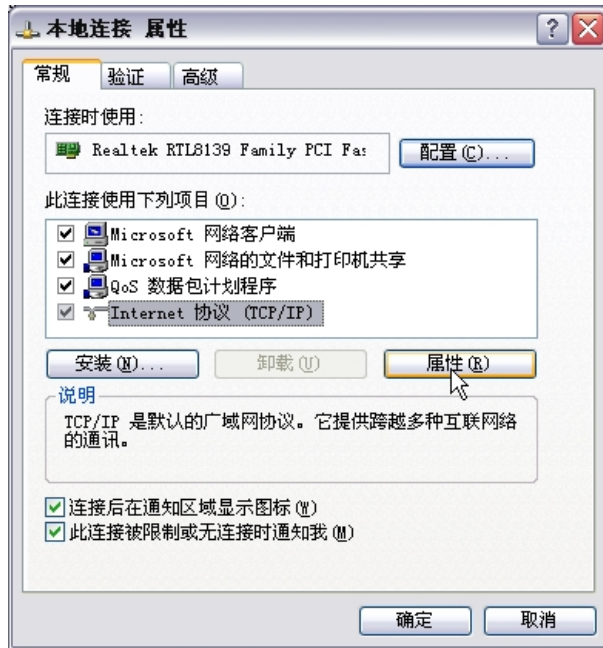 本地连接 属性
常规 验证 高级
连接时使用:
Realtek RTL8139 Family PCI Fa
配置(C)...
此连接使用下列项目(O):
Microsoft 网络客户端
Microsoft 网络的文件和打印机共享
QoS 数据包计划程序
Internet 协议 (TCP/IP)
安装(N)... 卸载(U) 属性(R)
说明
TCP/IP 是默认的广域网协议。它提供跨越多种互联网络
的通讯。
连接后在通知区域显示图标(W)
此连接被限制或无连接时通知我(M)
确定 取消